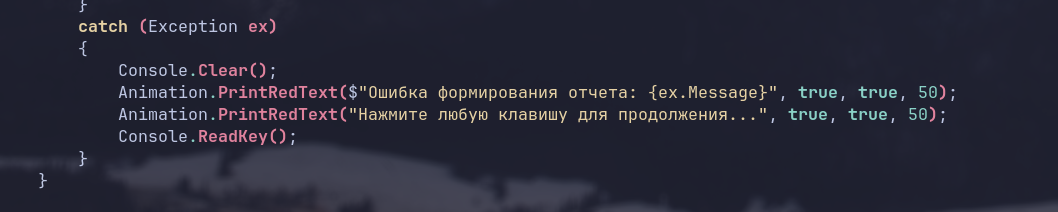 }
catch (Exception ex)
{
Console.Clear();
Animation.PrintRedText($"Ошибка формирования отчета: {ex.Message}", true, true, 50);
Animation.PrintRedText("Нажмите любую клавишу для продолжения...", true, true, 50);
Console.ReadKey();
}
}